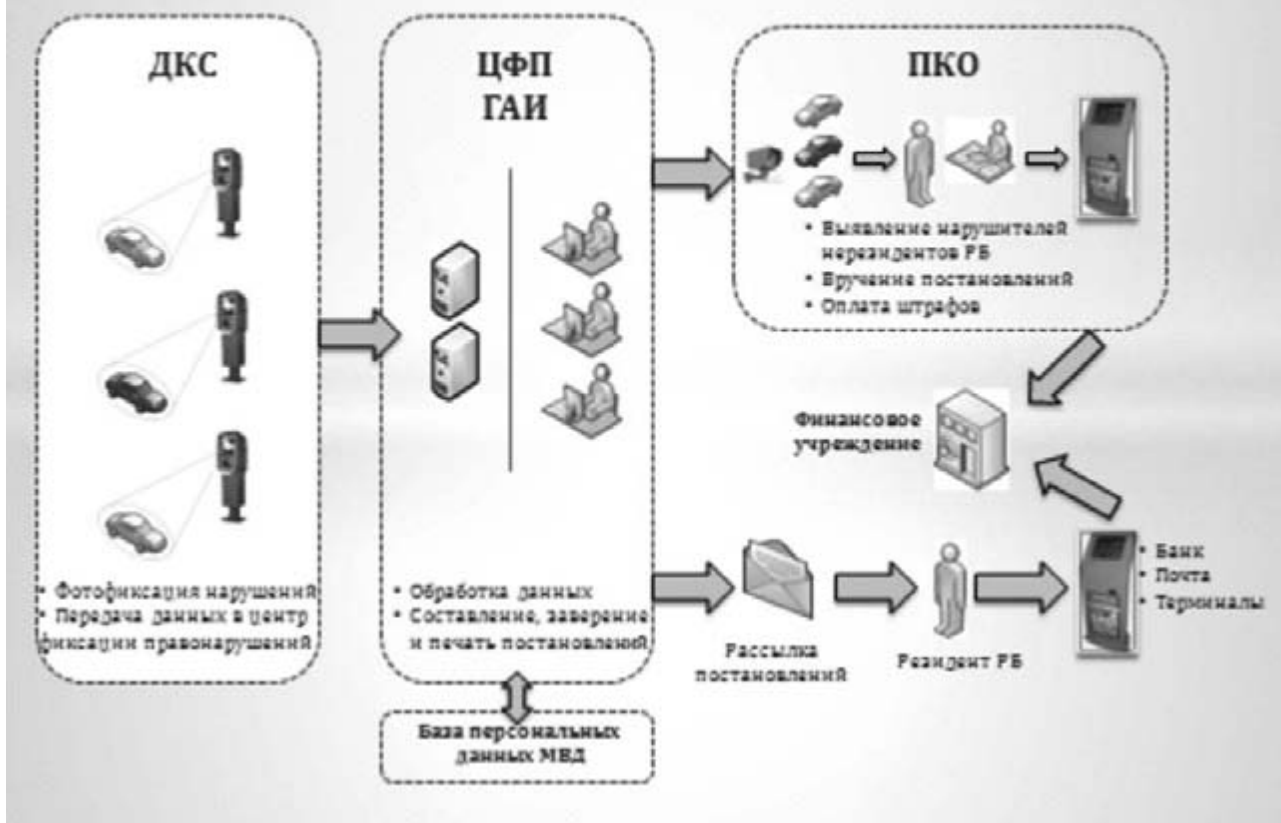 ДКС
• Фотофиксация нарушений
• Передача данных в центр
фиксации правонарушений
ЦФП
ГАИ
• Обработка данных
• Составление, заверение
и печать постановлений
База персональных
данных МВД
ПКО
• Выявление нарушителей
нерезидентов РБ
• Вручение постановлений
• Оплата штрафов
Финансовое
учреждение
Рассылка
постановлений
Резидент РБ
• Банк
• Почта
• Терминалы